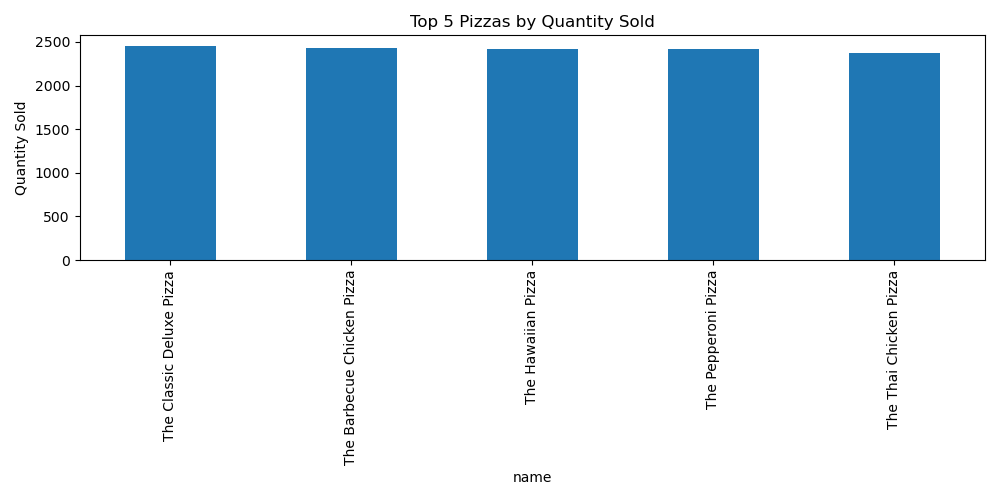 Top 5 Pizzas by Quantity Sold
Quantity Sold
2500
2000
1500
1000
500
0
The Classic Deluxe Pizza
The Barbecue Chicken Pizza
The Hawaiian Pizza
The Pepperoni Pizza
The Thai Chicken Pizza
name